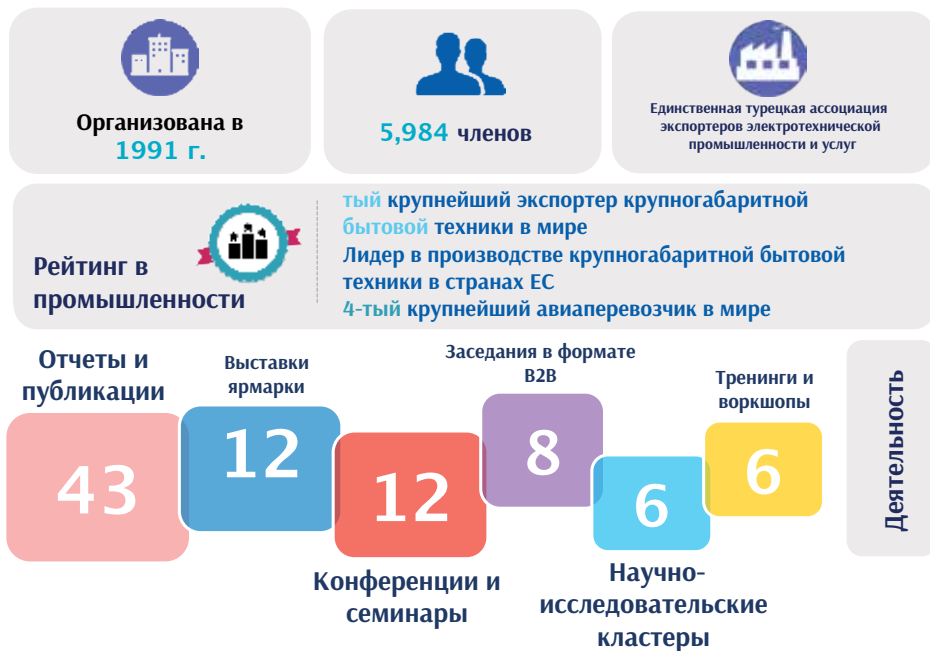 Организована в
1991 г.
5,984 членов
Единственная турецкая ассоциация
экспортеров электротехнической
промышленности и услуг
Рейтинг в
промышленности
тый крупнейший экспортер крупногабаритной
бытовой техники в мире
Лидер в производстве крупногабаритной бытовой
техники в странах ЕС
4-тый крупнейший авиаперевозчик в мире
Отчеты и
публикации
43
Выставки
ярмарки
12
12
Конференции и
семинары
Заседания в формате
B2B
8
6
Научно-
исследовательские
кластеры
Тренинги и
воркшопы
6
Деятельность